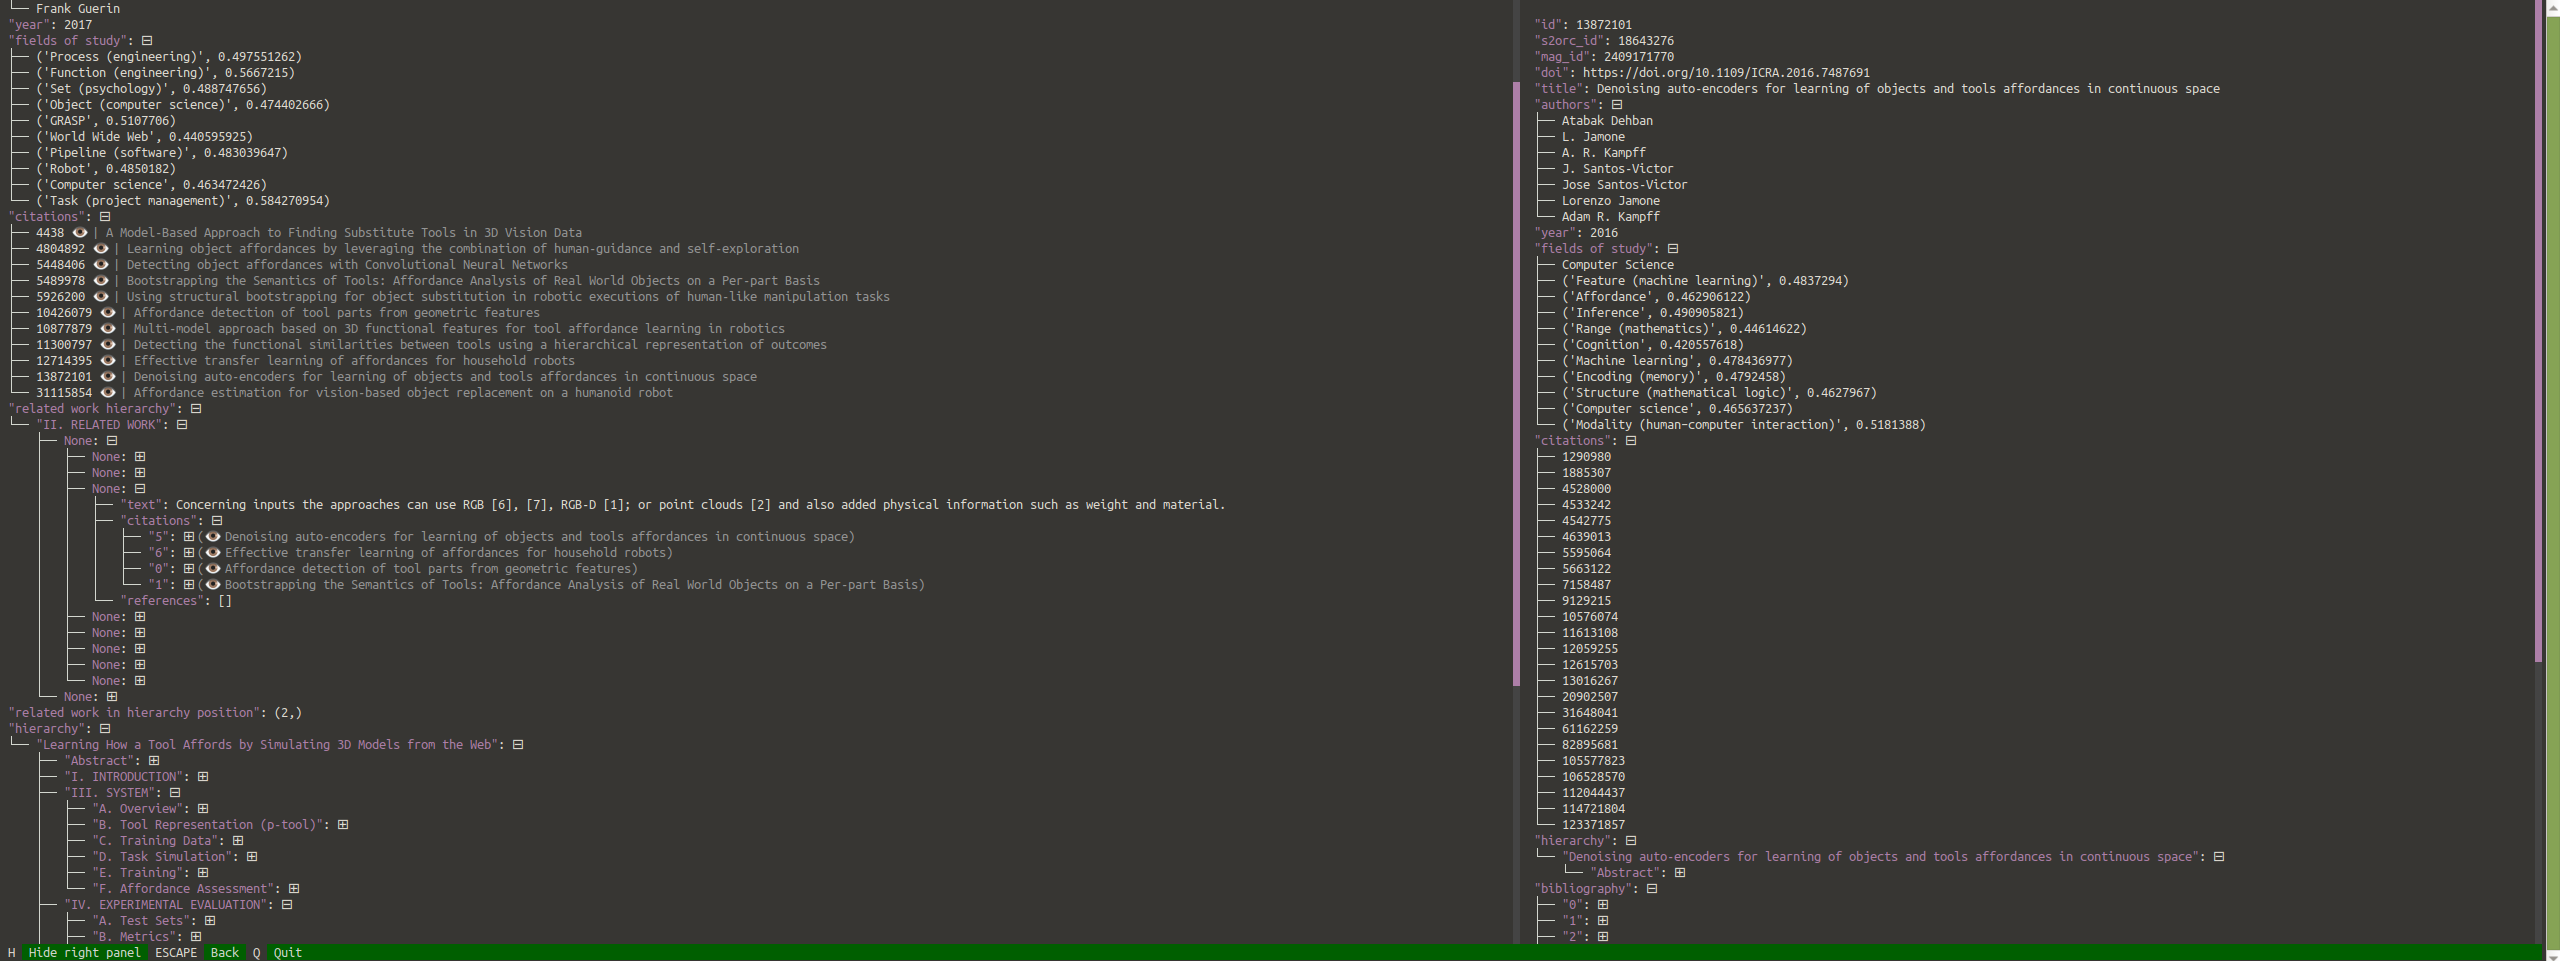 Frank Guerin
"year": 2017
"fields of study": ⊟
('Process (engineering)', 0.497551262)
('Function (engineering)', 0.5667215)
('Set (psychology)', 0.488747656)
('Object (computer science)', 0.474402666)
('GRASP', 0.5107706)
('World Wide Web', 0.440595925)
('Pipeline (software)', 0.483039647)
('Robot', 0.4850182)
('Computer science', 0.463472426)
('Task (project management)', 0.584270954)
"citations": ⊟
4438 👁 | A Model-Based Approach to Finding Substitute Tools in 3D Vision Data
4804892 👁 | Learning object affordances by leveraging the combination of human-guidance and self-exploration
5448406 👁 | Detecting object affordances with Convolutional Neural Networks
5489978 👁 | Bootstrapping the Semantics of Tools: Affordance Analysis of Real World Objects on a Per-part Basis
5926200 👁 | Using structural bootstrapping for object substitution in robotic executions of human-like manipulation tasks
10426079 👁 | Affordance detection of tool parts from geometric features
10877879 👁 | Multi-model approach based on 3D functional features for tool affordance learning in robotics
11300797 👁 | Detecting the functional similarities between tools using a hierarchical representation of outcomes
12714395 👁 | Effective transfer learning of affordances for household robots
13872101 👁 | Denoising auto-encoders for learning of objects and tools affordances in continuous space
31115854 👁 | Affordance estimation for vision-based object replacement on a humanoid robot
"related work hierarchy": ⊟
"II. RELATED WORK": ⊟
None: ⊟
None: ⊞
None: ⊞
None: ⊟
"text": Concerning inputs the approaches can use RGB [6], [7], RGB-D [1]; or point clouds [2] and also added physical information such as weight and material.
"citations": ⊟
"5": ⊞(👁 Denoising auto-encoders for learning of objects and tools affordances in continuous space)
"6": ⊞(👁 Effective transfer learning of affordances for household robots)
"0": ⊞(👁 Affordance detection of tool parts from geometric features)
"1": ⊞(👁 Bootstrapping the Semantics of Tools: Affordance Analysis of Real World Objects on a Per-part Basis)
"references": []
None: ⊞
None: ⊞
None: ⊞
None: ⊞
None: ⊞
None: ⊞
"related work in hierarchy position": (2,)
"hierarchy": ⊟
"Learning How a Tool Affords by Simulating 3D Models from the Web": ⊟
"Abstract": ⊞
"I. INTRODUCTION": ⊞
"III. SYSTEM": ⊟
"A. Overview": ⊞
"B. Tool Representation (p-tool)": ⊞
"C. Training Data": ⊞
"D. Task Simulation": ⊞
"E. Training": ⊞
"F. Affordance Assessment": ⊞
"IV. EXPERIMENTAL EVALUATION": ⊟
"A. Test Sets": ⊞
"B. Metrics": ⊞
"id": 13872101
"s2orc_id": 18643276
"mag_id": 2409171770
"doi": https://doi.org/10.1109/ICRA.2016.7487691
"title": Denoising auto-encoders for learning of objects and tools affordances in continuous space
"authors": ⊟
Atabak Dehban
L. Jamone
A. R. Kampff
J. Santos-Victor
Jose Santos-Victor
Lorenzo Jamone
Adam R. Kampff
"year": 2016
"fields of study": ⊟
Computer Science
('Feature (machine learning)', 0.4837294)
('Affordance', 0.462906122)
('Inference', 0.490905821)
('Range (mathematics)', 0.44614622)
('Cognition', 0.420557618)
('Machine learning', 0.478436977)
('Encoding (memory)', 0.4792458)
('Structure (mathematical logic)', 0.4627967)
('Computer science', 0.465637237)
('Modality (human–computer interaction)', 0.5181388)
"citations": ⊟
1290980
1885307
4528000
4533242
4542775
4639013
5595064
5663122
7158487
9129215
10576074
11613108
12059255
12615703
13016267
20902507
31648041
61162259
82895681
105577823
106528570
112044437
114721804
123371857
"hierarchy": ⊟
"Denoising auto-encoders for learning of objects and tools affordances in continuous space": ⊟
"Abstract": ⊞
"bibliography": ⊟
"0": ⊞
"1": ⊞
"2": ⊞
H Hide right panel ESCAPE Back Q Quit